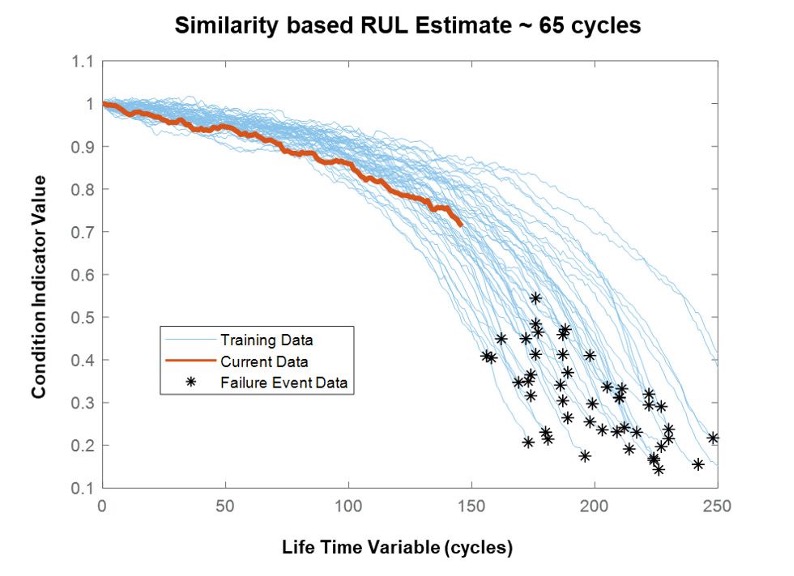 Similarity based RUL Estimate ~ 65 cycles
1.1
1
0.9
0.8
0.7
0.6
0.5
0.4
0.3
0.2
0.1
Condition Indicator Value
Training Data
Current Data
Failure Event Data
0
50
100
150
200
250
Life Time Variable (cycles)